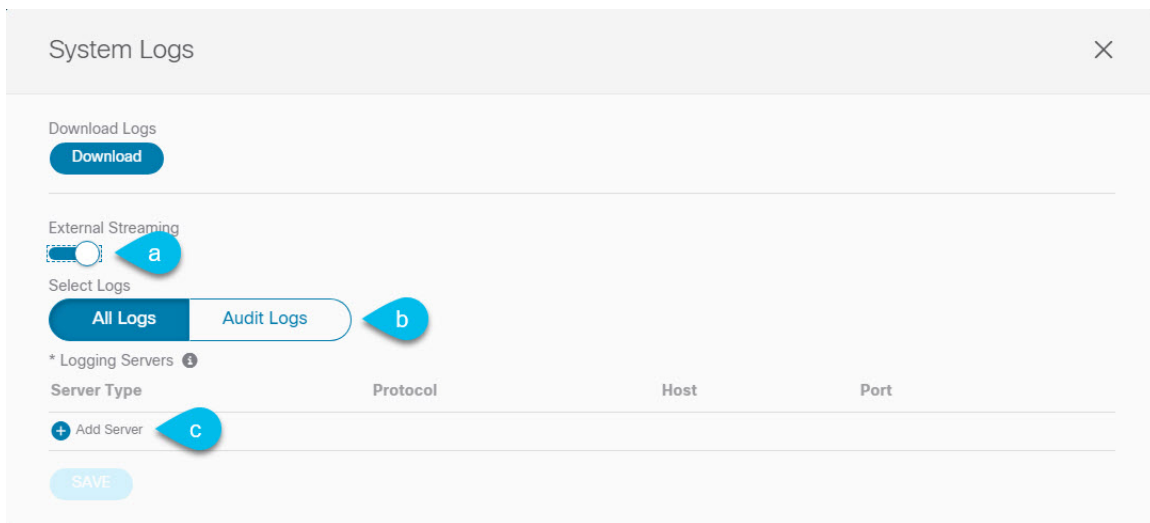 System Logs
Download Logs
Download
External Streaming
a
Select Logs
All Logs Audit Logs
b
* Logging Servers
Server Type Protocol Host Port
Add Server
c
SAVE